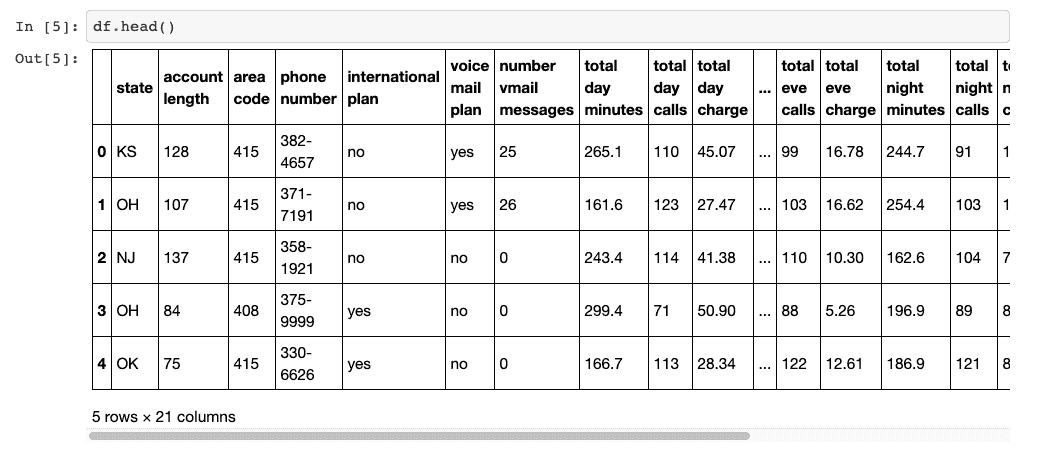 In [5]: df.head()
Out[5]:
state account length area code phone number international plan voice mail plan number vmail messages total day minutes total day calls total day charge ... total eve calls total eve charge total night minutes total night calls
0 KS 128 415 382-4657 no yes 25 265.1 110 45.07 ... 99 16.78 244.7 91
1 OH 107 415 371-7191 no yes 26 161.6 123 27.47 ... 103 16.62 254.4 103
2 NJ 137 415 358-1921 no no 0 243.4 114 41.38 ... 110 10.30 162.6 104
3 OH 84 408 375-9999 yes no 0 299.4 71 50.90 ... 88 5.26 196.9 89
4 OK 75 415 330-6626 yes no 0 166.7 113 28.34 ... 122 12.61 186.9 121
5 rows × 21 columns